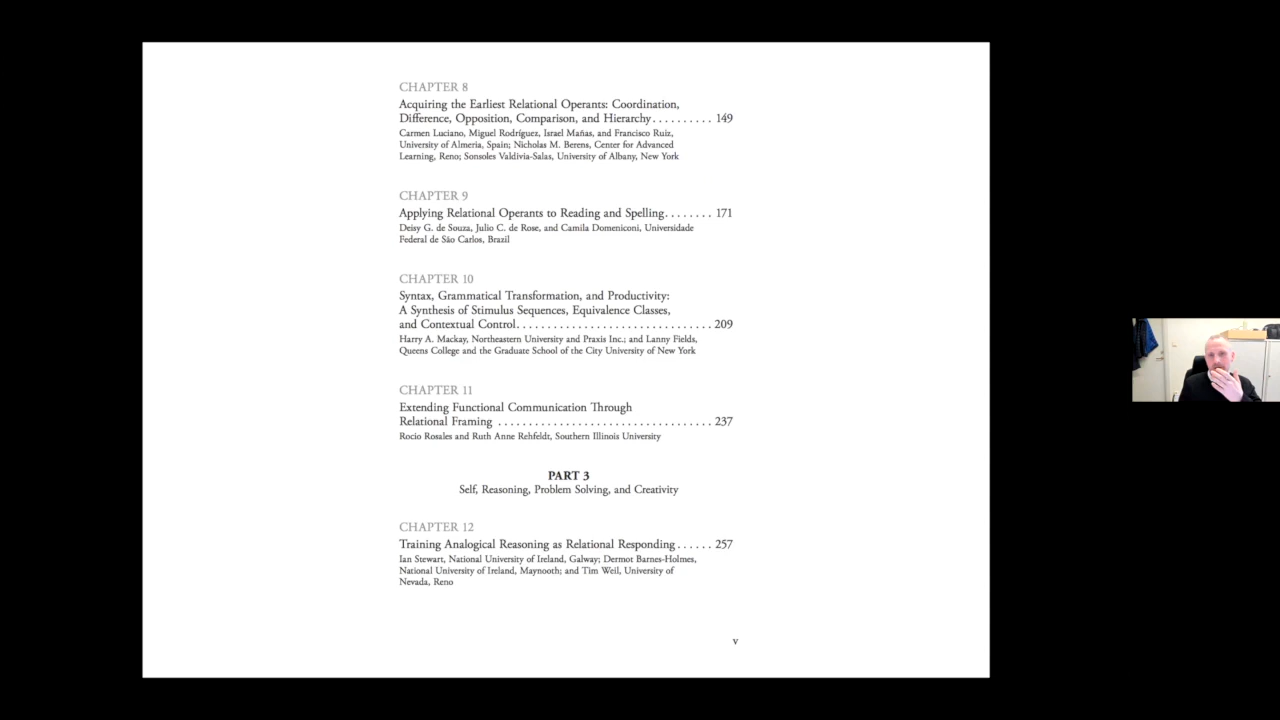 CHAPTER 8
Acquiring the Earliest Relational Operants: Coordination,
Difference, Opposition, Comparison, and Hierarchy.......... 149
Carmen Luciano, Miguel Rodríguez, Israel Mañas, and Francisco Ruiz,
University of Almeria, Spain; Nicholas M. Berens, Center for Advanced
Learning, Reno; Sonsoles Valdivia-Salas, University of Albany, New York
CHAPTER 9
Applying Relational Operants to Reading and Spelling........ 171
Deisy G. de Souza, Julio C. de Rose, and Camila Domeniconi, Universidade
Federal de São Carlos, Brazil
CHAPTER 10
Syntax, Grammatical Transformation, and Productivity:
A Synthesis of Stimulus Sequences, Equivalence Classes,
and Contextual Control................................ 209
Harry A. Mackay, Northeastern University and Praxis Inc.; and Lanny Fields,
Queens College and the Graduate School of the City University of New York
CHAPTER 11
Extending Functional Communication Through
Relational Framing ................................... 237
Rocio Rosales and Ruth Anne Rehfeldt, Southern Illinois University
PART 3
Self, Reasoning, Problem Solving, and Creativity
CHAPTER 12
Training Analogical Reasoning as Relational Responding...... 257
Ian Stewart, National University of Ireland, Galway; Dermot Barnes-Holmes,
National University of Ireland, Maynooth; and Tim Weil, University of
Nevada, Reno
v